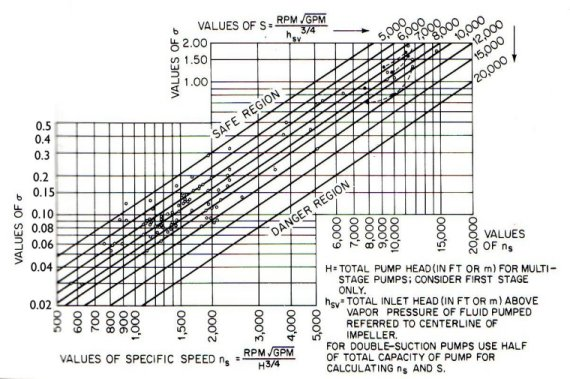 VALUES OF S = RPM √GPM / h_sv^3/4
5,000
6,000
7,000
8,000
10,000
12,000
15,000
20,000
VALUES OF σ
2.00
1.50
1.00
SAFE REGION
DANGER REGION
VALUES OF σ
0.5
0.4
0.3
0.2
0.15
0.10
0.08
0.06
0.04
0.02
500
600
700
800
1,000
1,500
2,000
3,000
4,000
5,000
6,000
7,000
8,000
9,000
10,000
15,000
20,000
VALUES
OF n_s
VALUES OF SPECIFIC SPEED n_s = RPM √GPM / H^3/4
H=TOTAL PUMP HEAD (IN FT OR m) FOR MULTI-
STAGE PUMPS; CONSIDER FIRST STAGE
ONLY.
h_sv=TOTAL INLET HEAD (IN FT OR m) ABOVE
VAPOR PRESSURE OF FLUID PUMPED
REFERRED TO CENTERLINE OF
IMPELLER.
FOR DOUBLE-SUCTION PUMPS USE HALF
OF TOTAL CAPACITY OF PUMP FOR
CALCULATING n_s AND S.